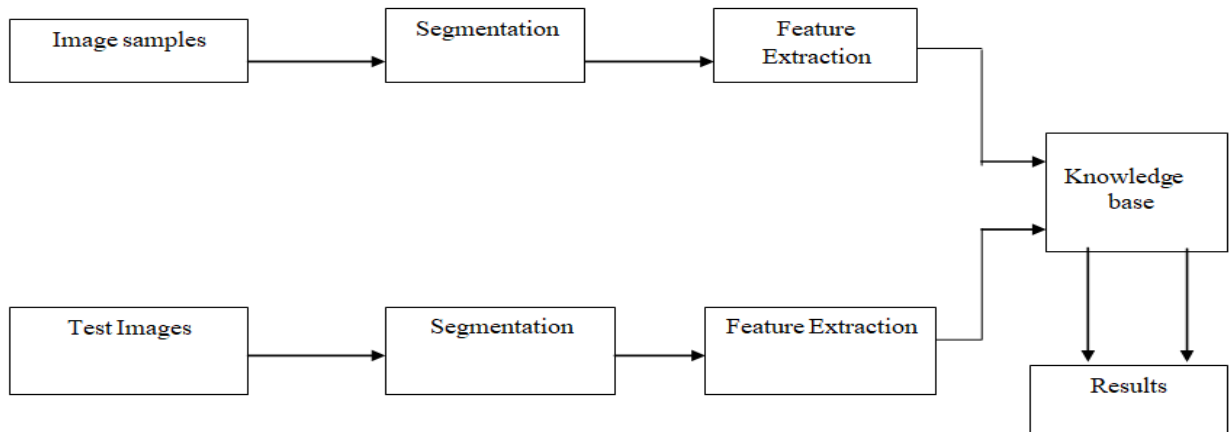 Image samples
Segmentation
Feature
Extraction
Knowledge
base
Test Images
Segmentation
Feature Extraction
Results